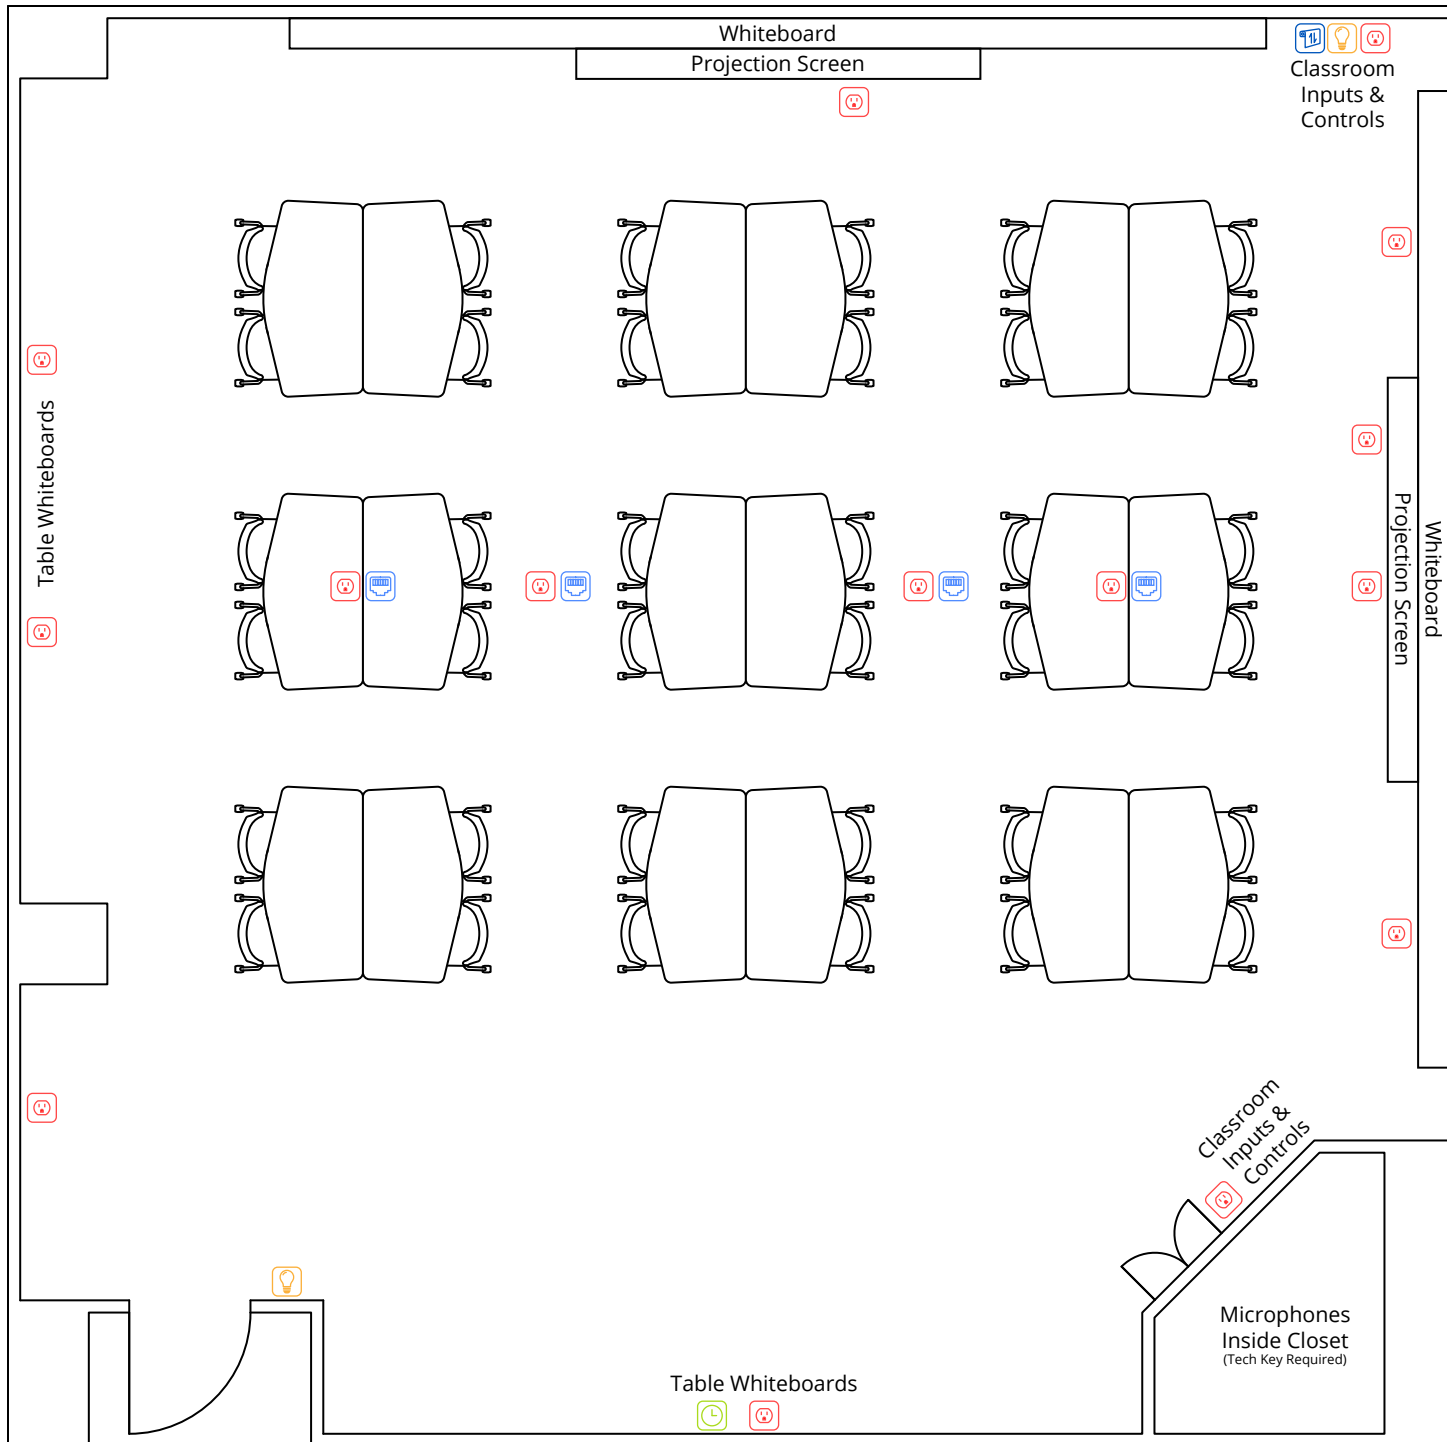 Whiteboard
Projection Screen
Classroom
Inputs &
Controls
Table Whiteboards
Projection Screen
Whiteboard
Classroom
Inputs &
Controls
Microphones
Inside Closet
(Tech Key Required)
Table Whiteboards